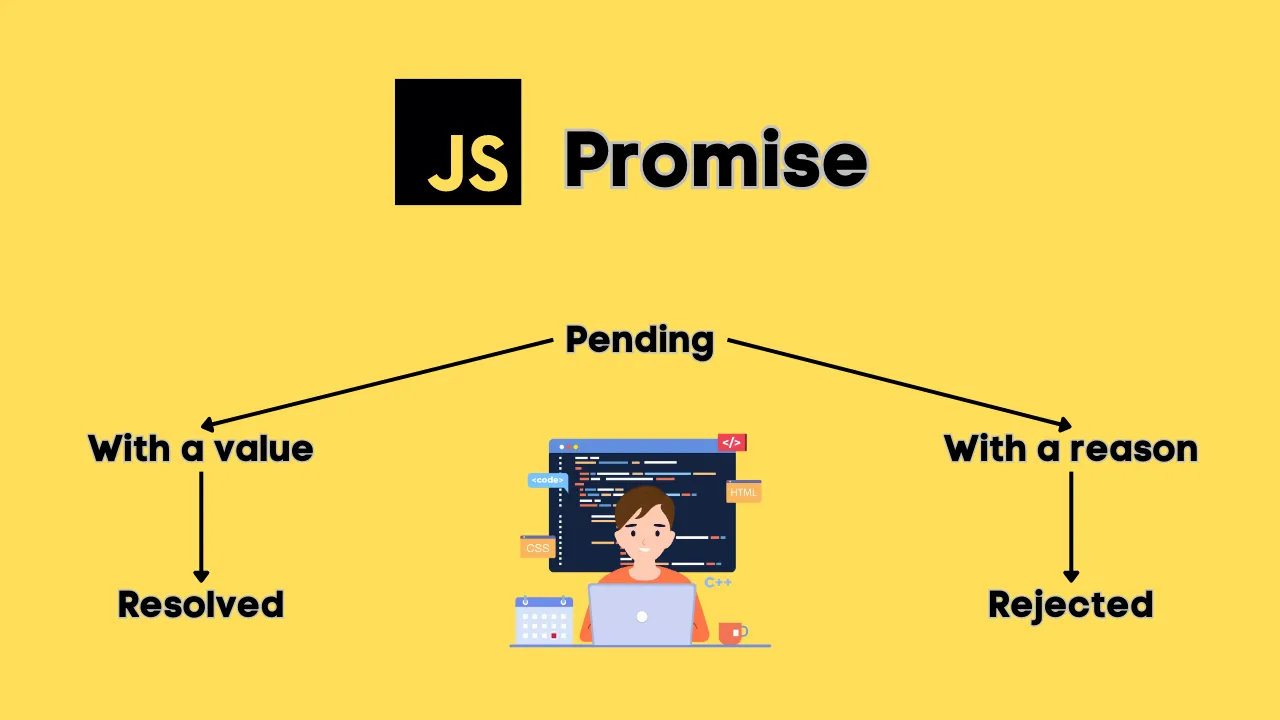 JS Promise
Pending
With a value
With a reason
</>
<code>
HTML
CSS
C++
Resolved
Rejected